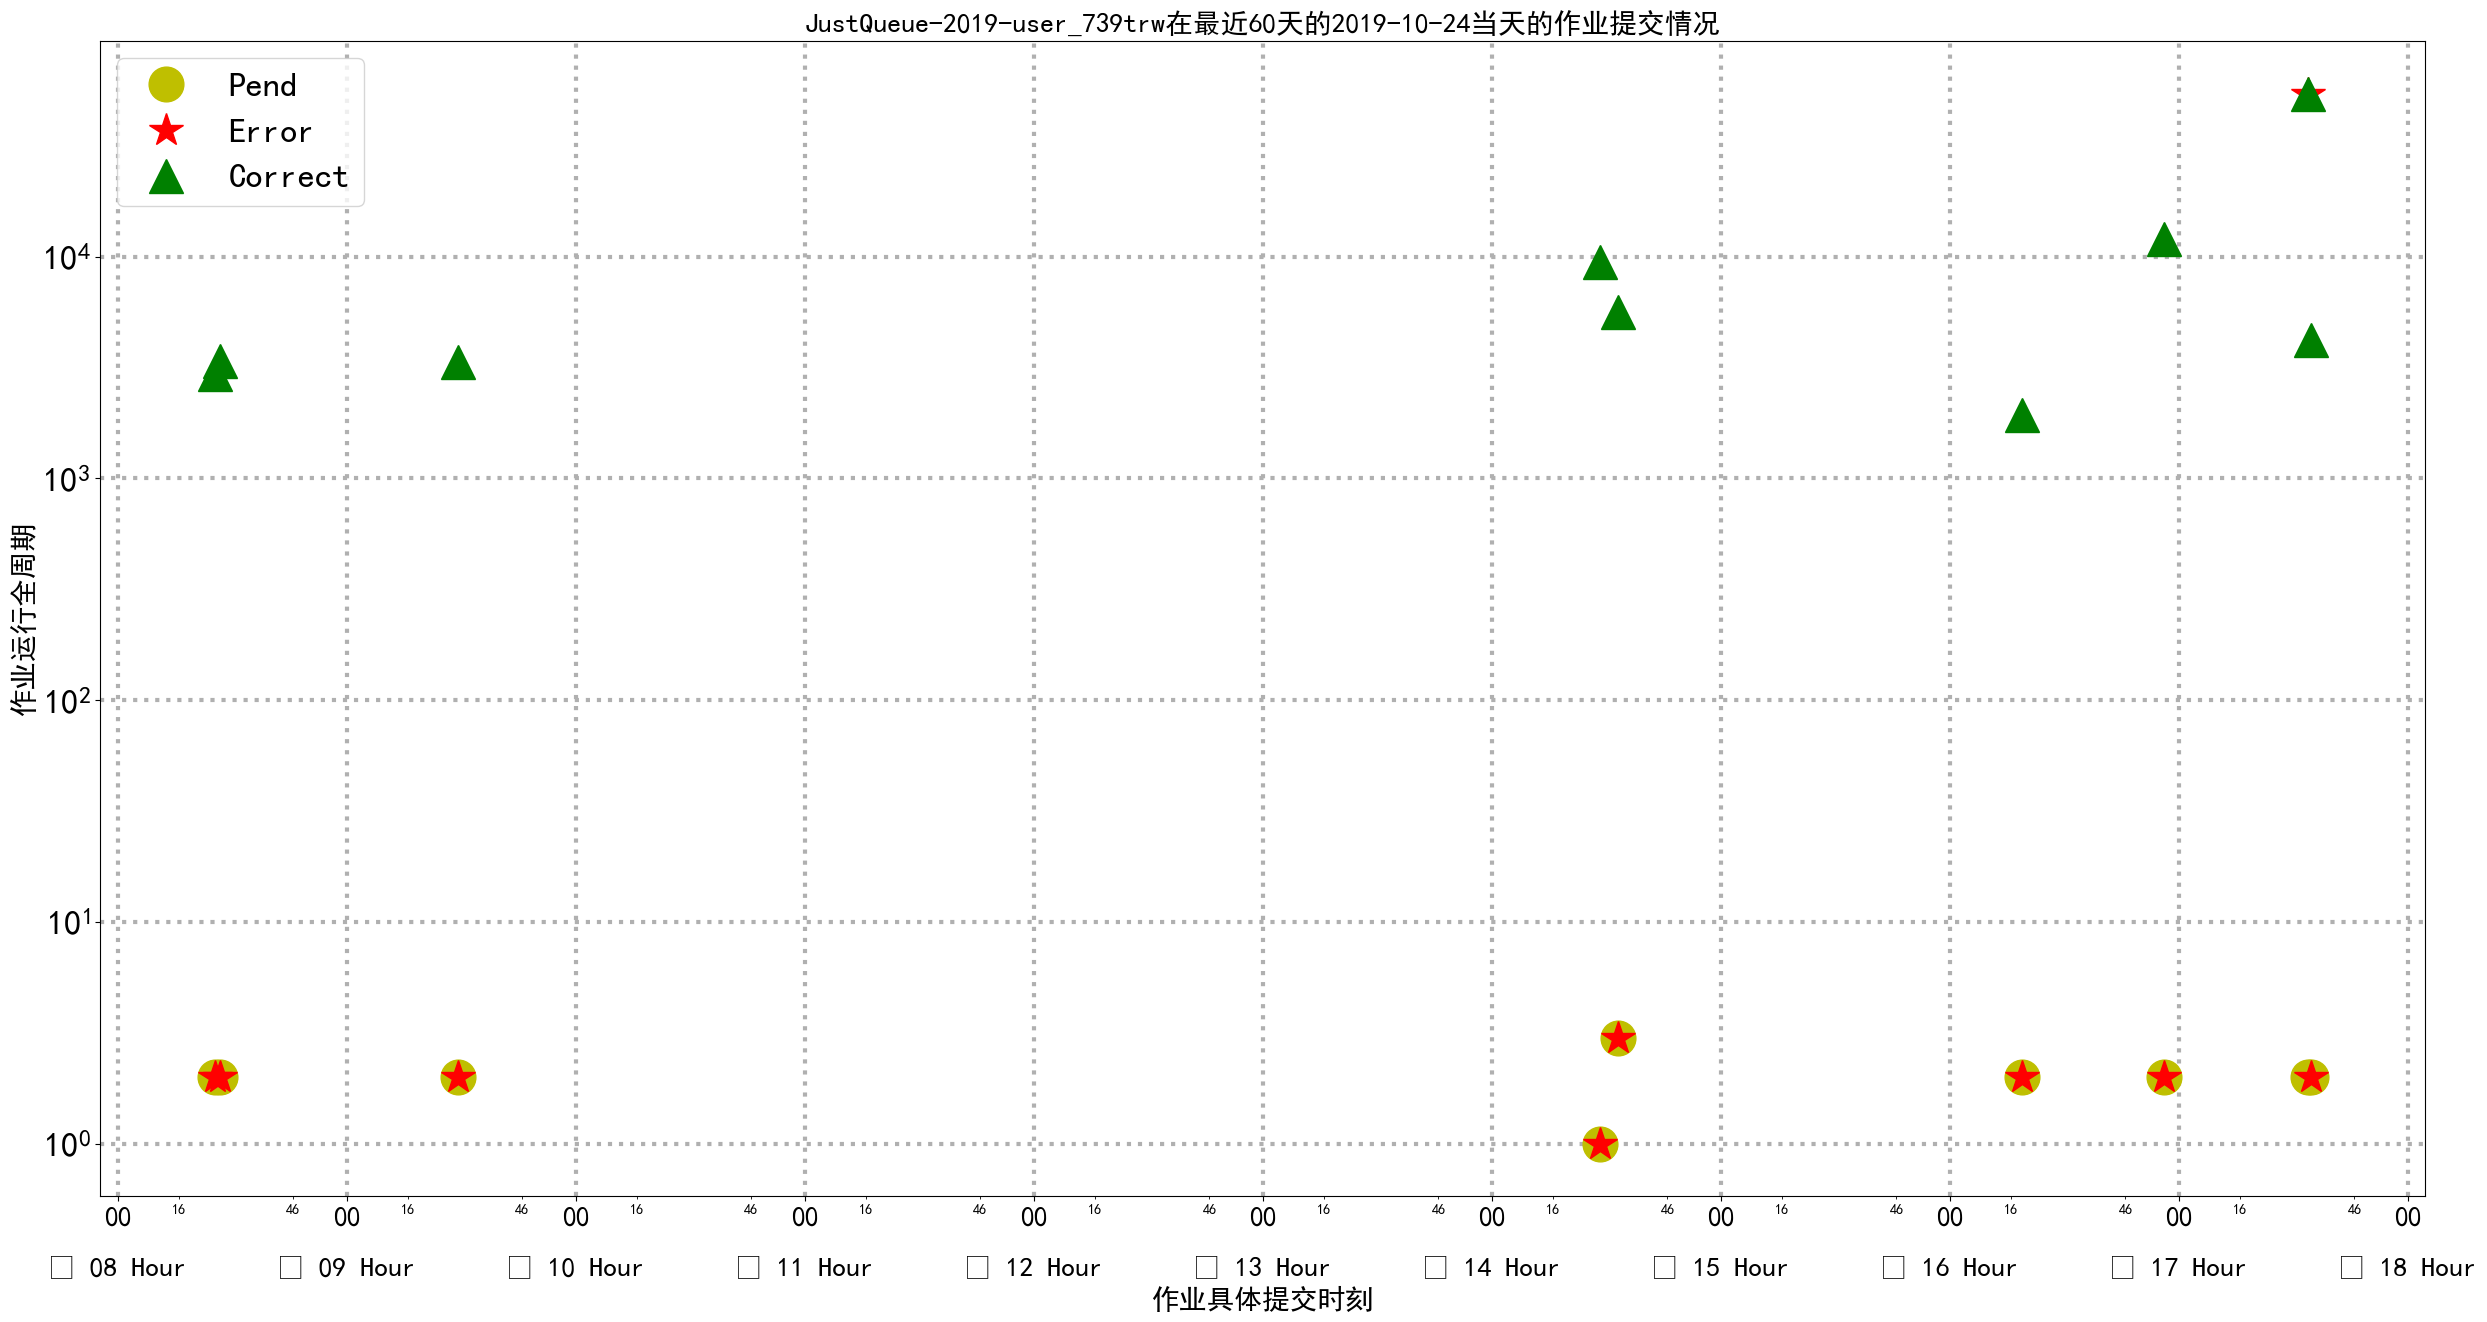 JustQueue-2019-user_739trw在最近60天的2019-10-24当天的作业提交情况
Pend
Error
Correct
10⁴
10³
10²
10¹
10⁰
作业运行全周期
00 16 46 00 16 46 00 16 46 00 16 46 00 16 46 00 16 46 00 16 46 00 16 46 00 16 46 00 16 46 00
□ 08 Hour □ 09 Hour □ 10 Hour □ 11 Hour □ 12 Hour □ 13 Hour □ 14 Hour □ 15 Hour □ 16 Hour □ 17 Hour □ 18 Hour
作业具体提交时刻